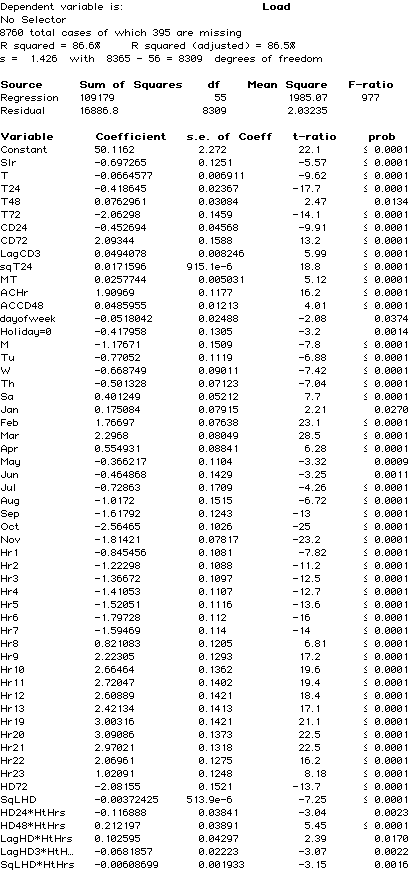 Dependent variable is: Load
No Selector
8760 total cases of which 395 are missing
R squared = 86.6% R squared (adjusted) = 86.5%
s = 1.426 with 8365 - 56 = 8309 degrees of freedom
Source Sum of Squares df Mean Square F-ratio
Regression 109179 55 1985.07 977
Residual 16886.8 8309 2.03235
Variable Coefficient s.e. of Coeff t-ratio prob
Constant 50.1162 2.272 22.1 ≤ 0.0001
Slr -0.697265 0.1251 -5.57 ≤ 0.0001
T -0.0664577 0.006911 -9.62 ≤ 0.0001
T24 -0.418645 0.02367 -17.7 ≤ 0.0001
T48 0.0762961 0.03084 2.47 0.0134
T72 -2.06298 0.1459 -14.1 ≤ 0.0001
CD24 -0.452694 0.04568 -9.91 ≤ 0.0001
CD72 2.09344 0.1588 13.2 ≤ 0.0001
LagCD3 0.0494078 0.008246 5.99 ≤ 0.0001
sqT24 0.0171596 915.1e-6 18.8 ≤ 0.0001
MT 0.0257744 0.005031 5.12 ≤ 0.0001
ACHr 1.90969 0.1177 16.2 ≤ 0.0001
ACCD48 0.0485955 0.01213 4.01 ≤ 0.0001
dayofweek -0.0518042 0.02488 -2.08 0.0374
Holiday=0 -0.417958 0.1305 -3.2 0.0014
M -1.17671 0.1509 -7.8 ≤ 0.0001
Tu -0.77052 0.1119 -6.88 ≤ 0.0001
W -0.668749 0.09011 -7.42 ≤ 0.0001
Th -0.501328 0.07123 -7.04 ≤ 0.0001
Sa 0.401249 0.05212 7.7 ≤ 0.0001
Jan 0.175084 0.07915 2.21 0.0270
Feb 1.76697 0.07638 23.1 ≤ 0.0001
Mar 2.2968 0.08049 28.5 ≤ 0.0001
Apr 0.554931 0.08841 6.28 ≤ 0.0001
May -0.366217 0.1104 -3.32 0.0009
Jun -0.464868 0.1429 -3.25 0.0011
Jul -0.72863 0.1709 -4.26 ≤ 0.0001
Aug -1.0172 0.1515 -6.72 ≤ 0.0001
Sep -1.61792 0.1243 -13 ≤ 0.0001
Oct -2.56465 0.1026 -25 ≤ 0.0001
Nov -1.81421 0.07817 -23.2 ≤ 0.0001
Hr1 -0.845456 0.1081 -7.82 ≤ 0.0001
Hr2 -1.22298 0.1088 -11.2 ≤ 0.0001
Hr3 -1.36672 0.1097 -12.5 ≤ 0.0001
Hr4 -1.41053 0.1107 -12.7 ≤ 0.0001
Hr5 -1.52051 0.1116 -13.6 ≤ 0.0001
Hr6 -1.79728 0.112 -16 ≤ 0.0001
Hr7 -1.59469 0.114 -14 ≤ 0.0001
Hr8 0.821083 0.1205 6.81 ≤ 0.0001
Hr9 2.22305 0.1293 17.2 ≤ 0.0001
Hr10 2.66464 0.1362 19.6 ≤ 0.0001
Hr11 2.72047 0.1402 19.4 ≤ 0.0001
Hr12 2.60889 0.1421 18.4 ≤ 0.0001
Hr13 2.42134 0.1413 17.1 ≤ 0.0001
Hr19 3.00316 0.1421 21.1 ≤ 0.0001
Hr20 3.09086 0.1373 22.5 ≤ 0.0001
Hr21 2.97021 0.1318 22.5 ≤ 0.0001
Hr22 2.06961 0.1275 16.2 ≤ 0.0001
Hr23 1.02091 0.1248 8.18 ≤ 0.0001
HD72 -2.08155 0.1521 -13.7 ≤ 0.0001
SqLHD -0.00372425 513.9e-6 -7.25 ≤ 0.0001
HD24*HtHrs -0.116888 0.03841 -3.04 0.0023
HD48*HtHrs 0.212197 0.03891 5.45 ≤ 0.0001
LagHD*HtHrs 0.102595 0.04297 2.39 0.0170
LagHD3*HtH… -0.0681857 0.02223 -3.07 0.0022
SqLHD*HtHrs -0.00608699 0.001933 -3.15 0.0016